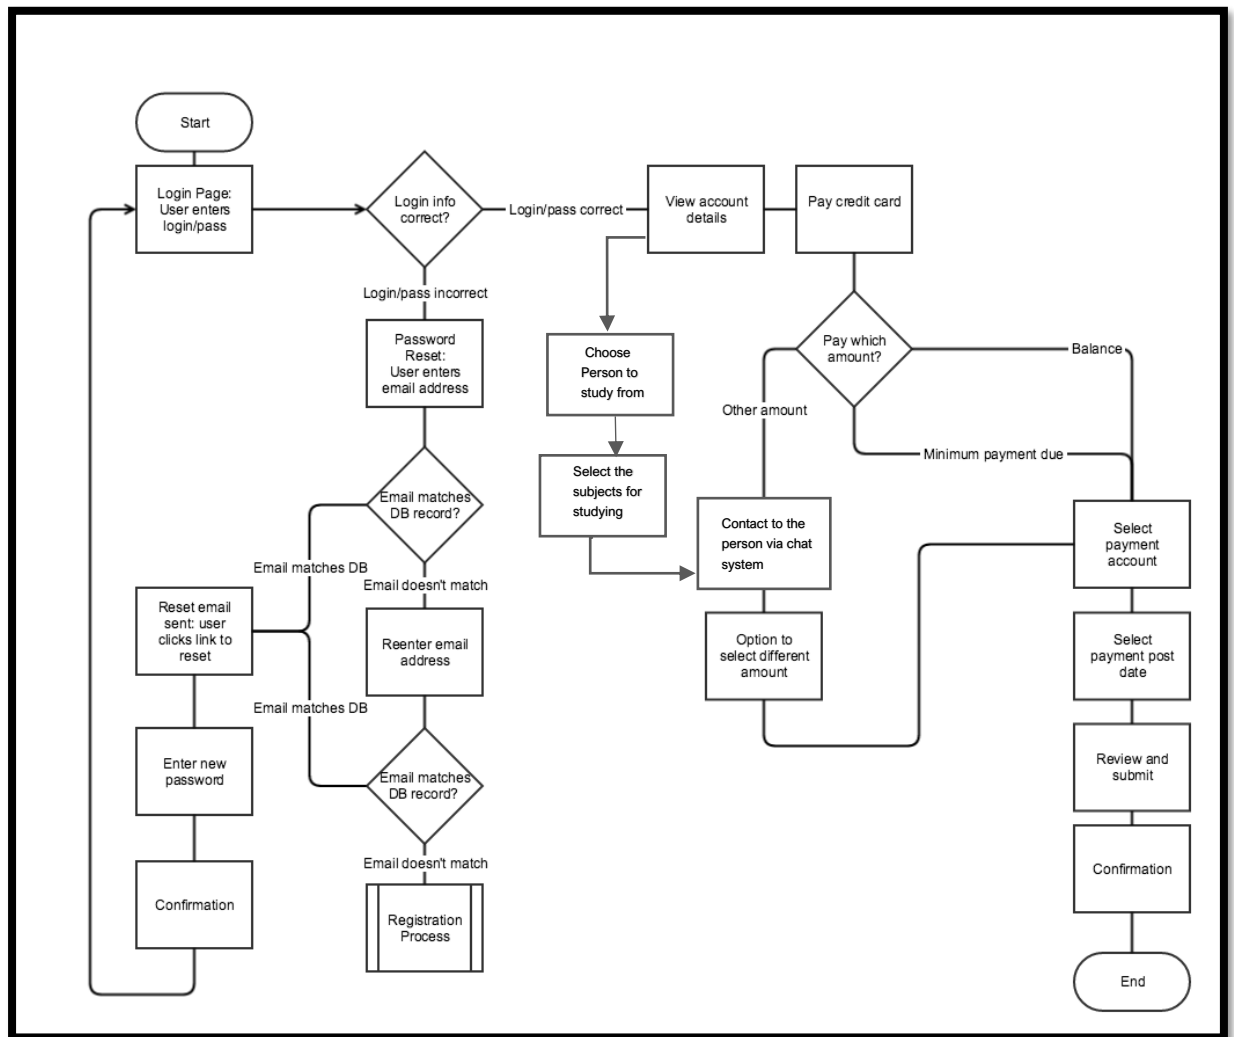 Start
Login Page:
User enters
login/pass
Login info
correct?
Login/pass correct
View account
details
Pay credit card
Login/pass incorrect
Password
Reset:
User enters
email address
Choose
Person to
study from
Pay which
amount?
Balance
Other amount
Minimum payment due
Select the
subjects for
studying
Email matches
DB record?
Contact to the
person via chat
system
Select
payment
account
Email matches DB
Email doesn't match
Reset email
sent: user
clicks link to
reset
Reenter email
address
Option to
select different
amount
Select
payment post
date
Email matches DB
Enter new
password
Email matches
DB record?
Review and
submit
Email doesn't match
Confirmation
Registration
Process
Confirmation
End